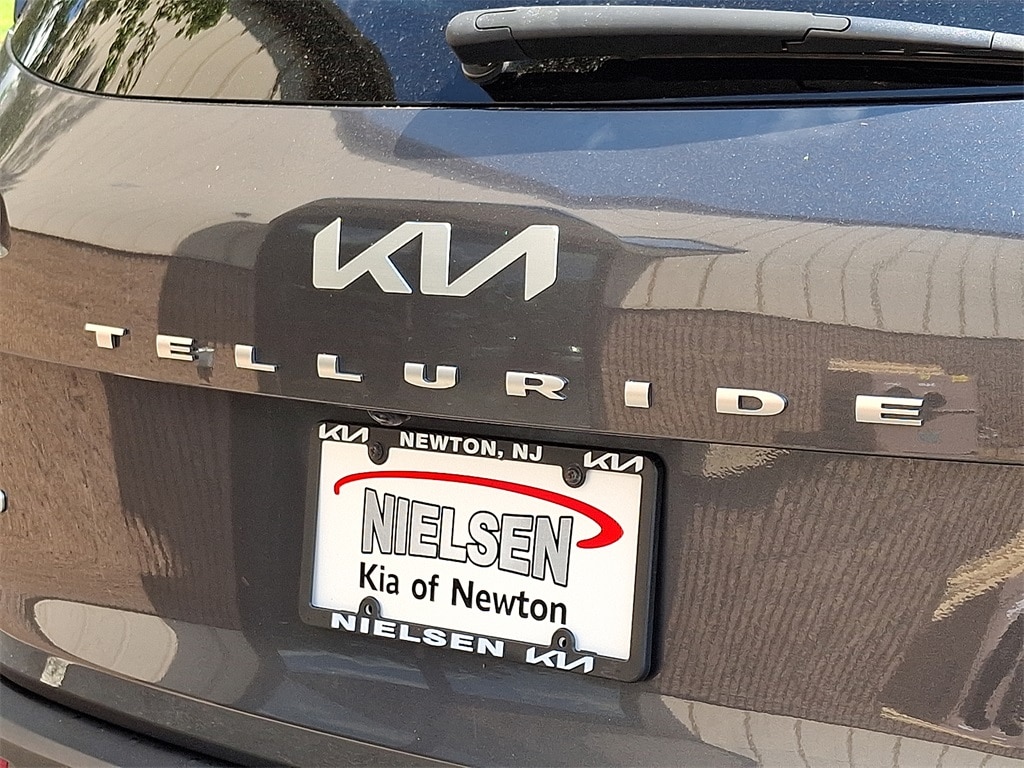 KIA
TELLURIDE
KIA NEWTON, NJ KIA
NIELSEN
Kia of Newton
NIELSEN KIA